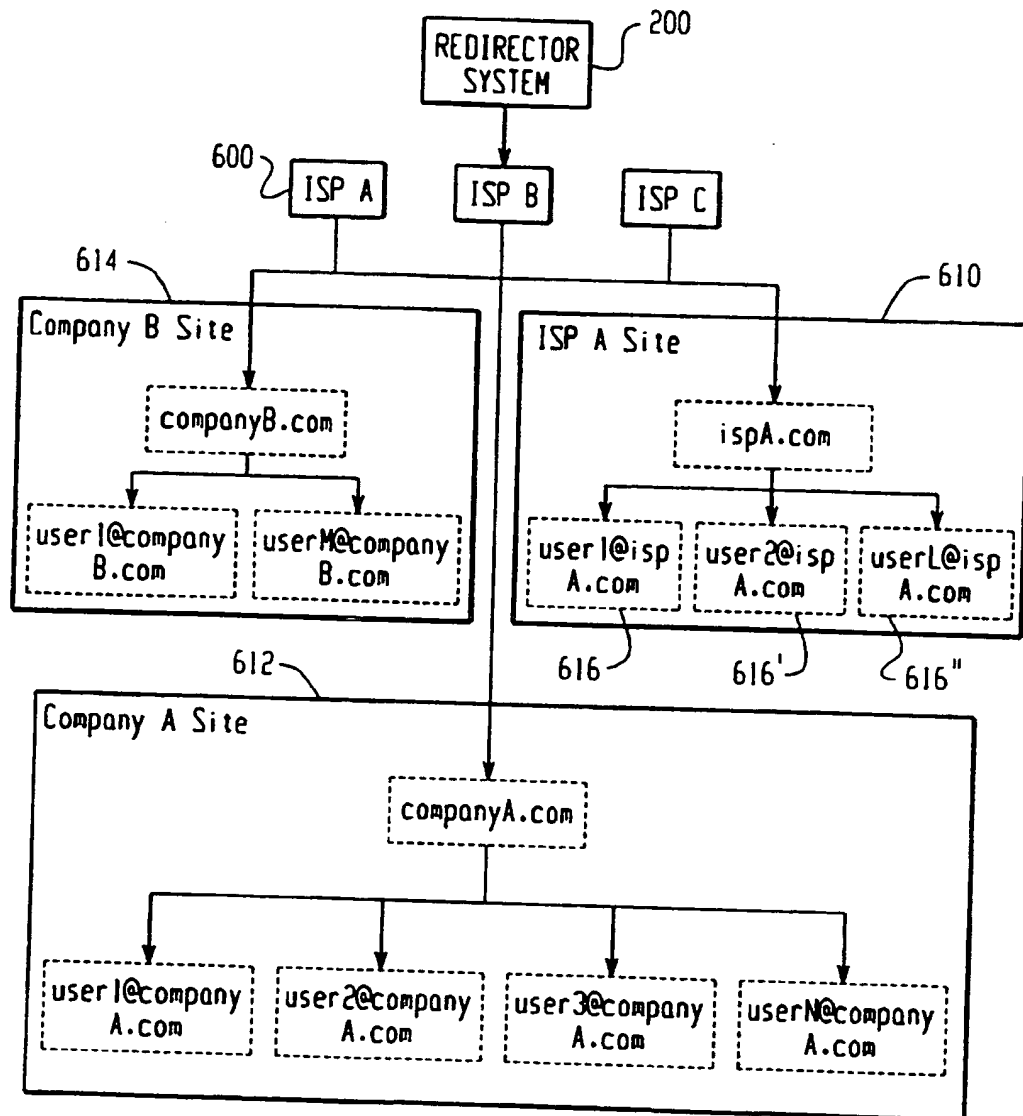 REDIRECTOR
SYSTEM
200
600
ISP A
ISP B
ISP C
614
610
Company B Site
companyB.com
user1@company
B.com
userM@company
B.com
ISP A Site
ispA.com
user1@isp
A.com
user2@isp
A.com
userL@isp
A.com
616
616'
616"
612
Company A Site
companyA.com
user1@company
A.com
user2@company
A.com
user3@company
A.com
userN@company
A.com